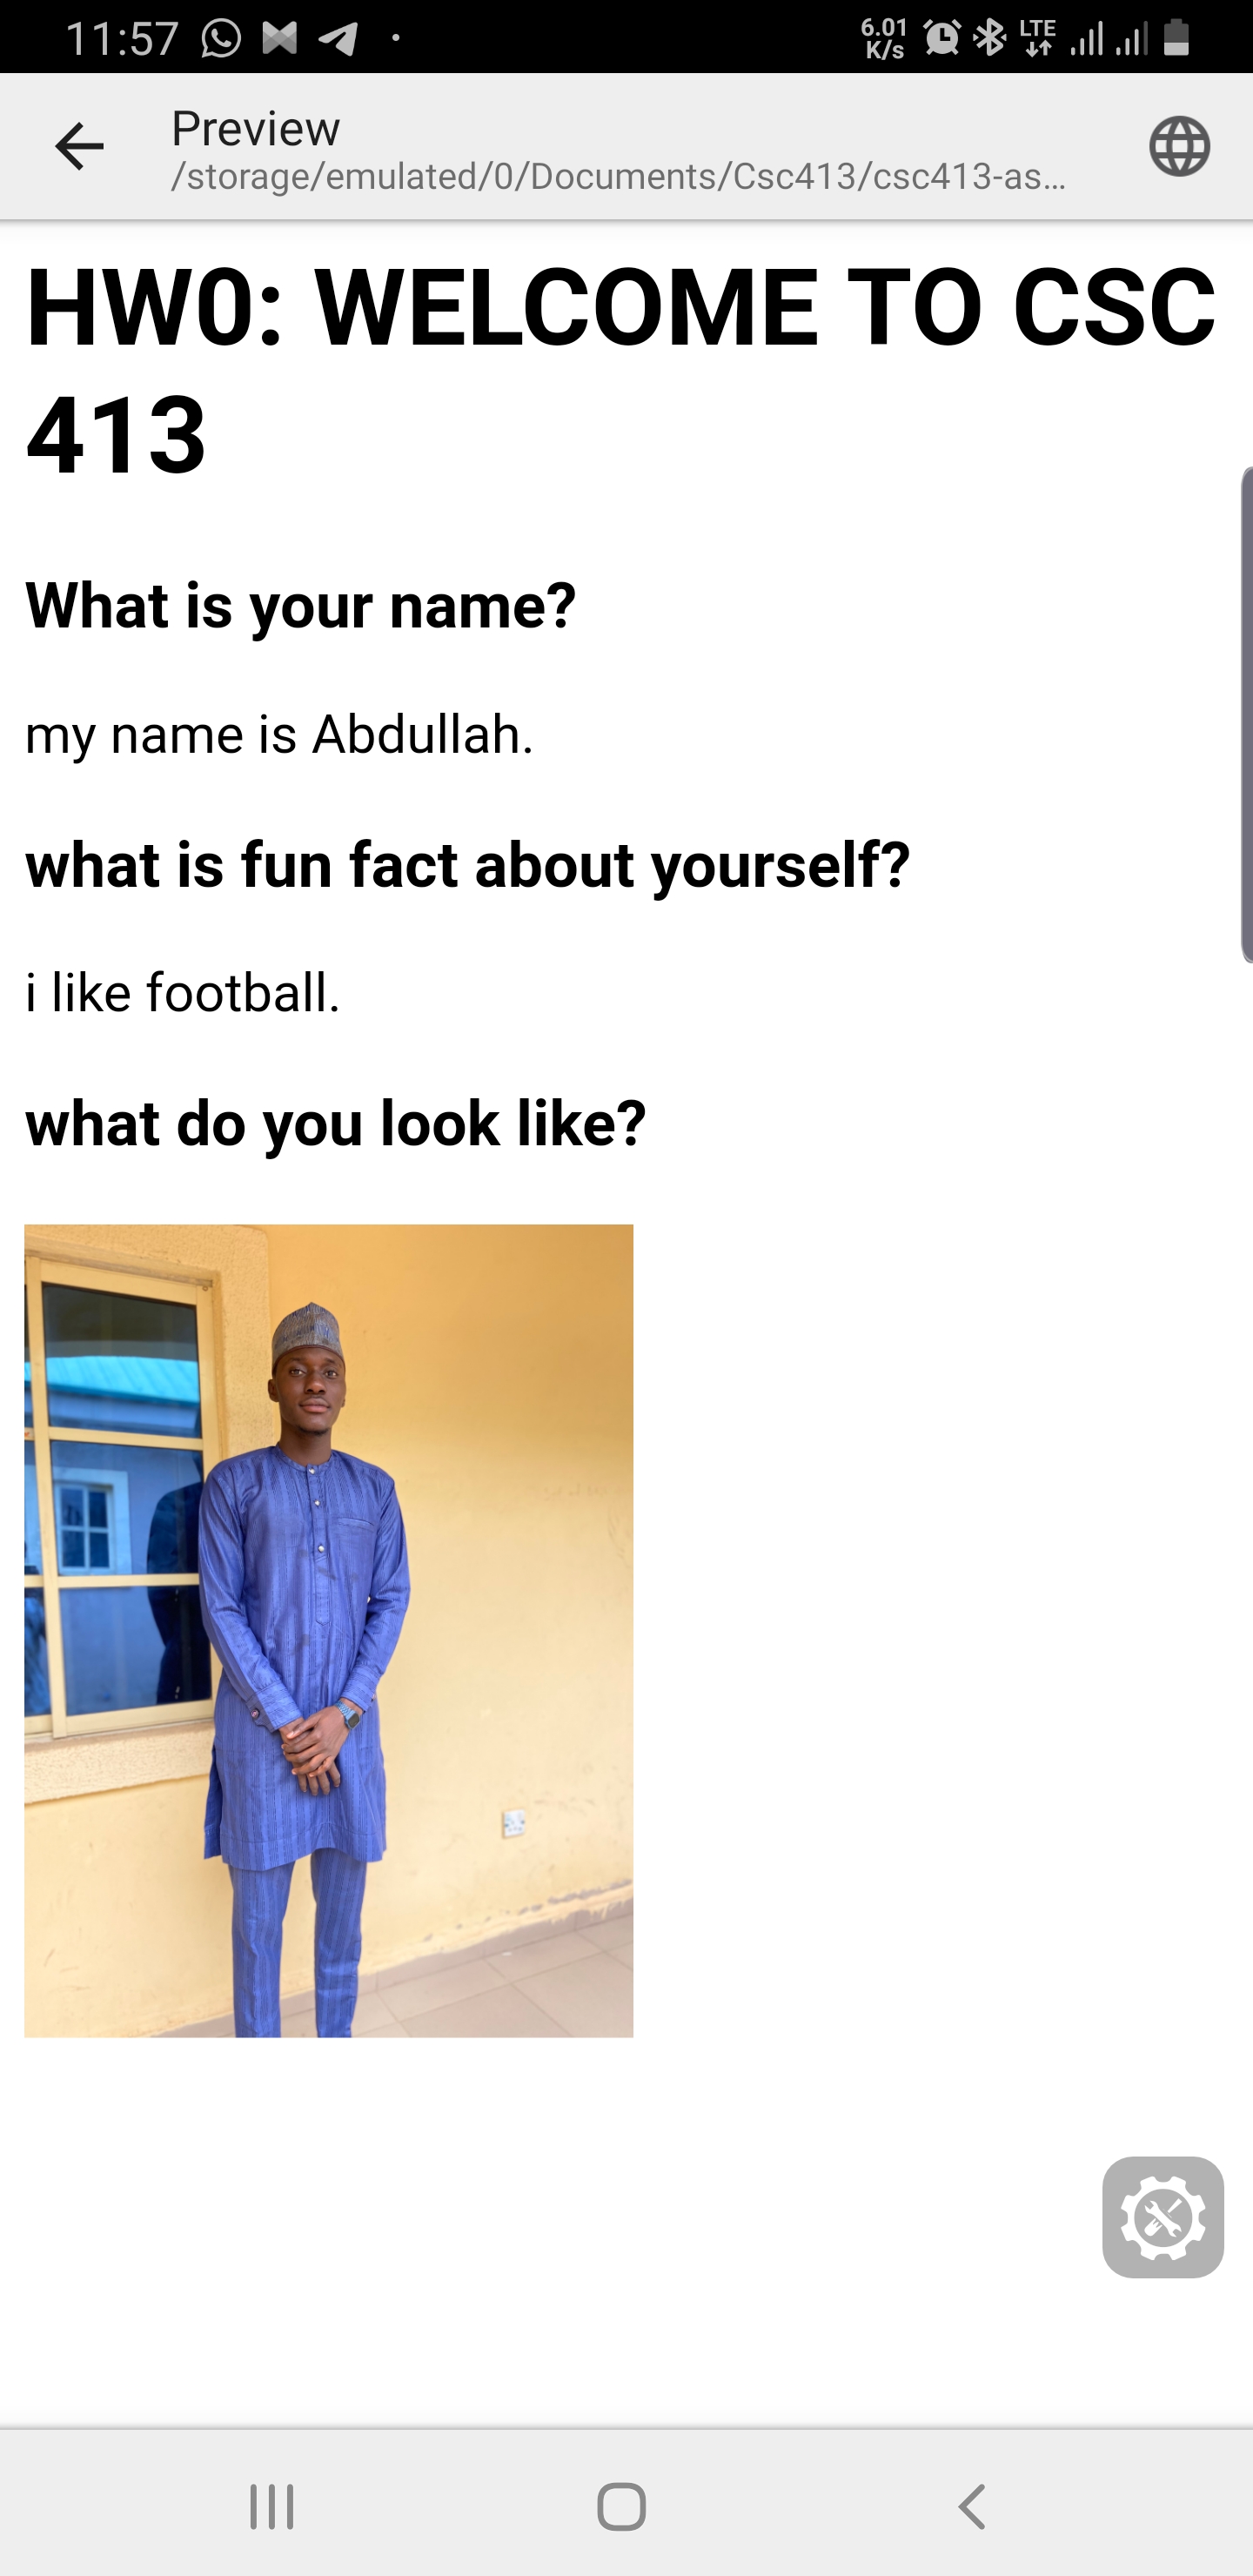 11:57
6.01
K/s
LTE
Preview
/storage/emulated/0/Documents/Csc413/csc413-as...
HW0: WELCOME TO CSC
413
What is your name?
my name is Abdullah.
what is fun fact about yourself?
i like football.
what do you look like?